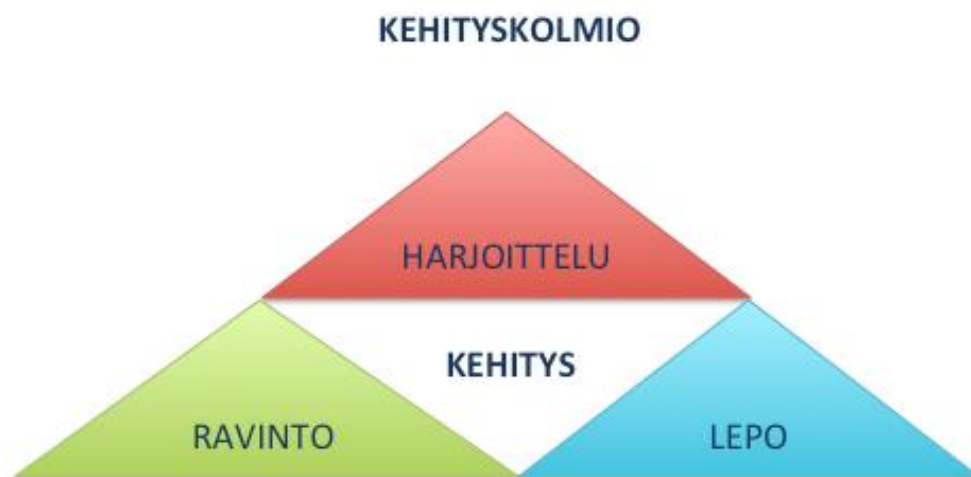 KEHITYSKOLMIO
HARJOITTELU
KEHITYS
RAVINTO
LEPO